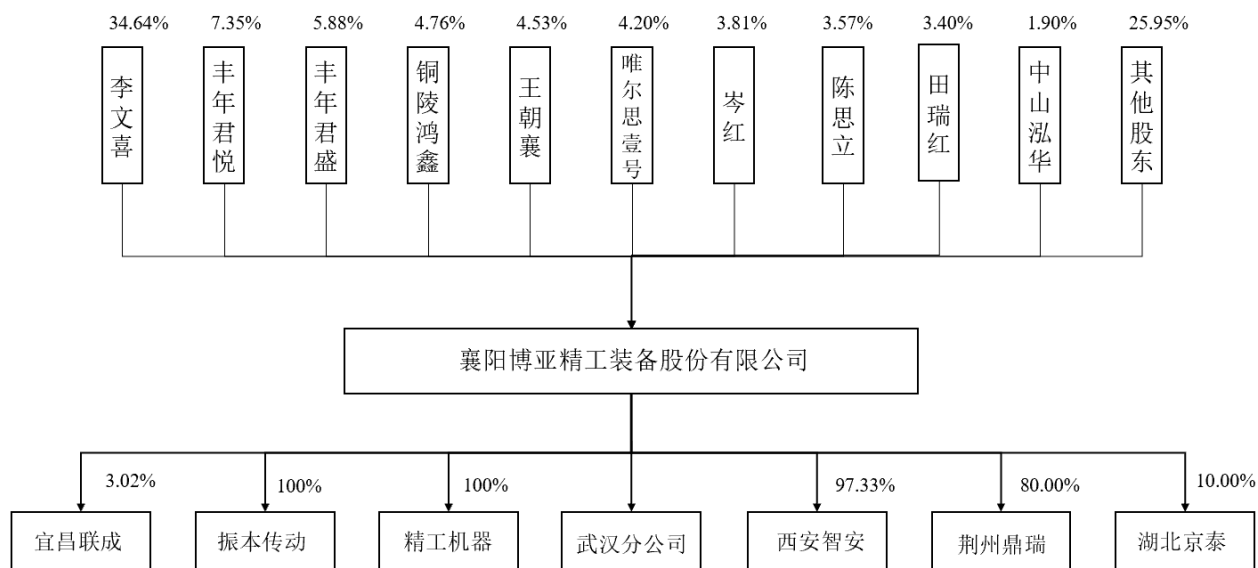 34.64% 7.35% 5.88% 4.76% 4.53% 4.20% 3.81% 3.57% 3.40% 1.90% 25.95%
李文喜
丰年君悦
丰年君盛
铜陵鸿鑫
王朝襄
唯尔思壹号
岑红
陈思立
田瑞红
中山泓华
其他股东
襄阳博亚精工装备股份有限公司
3.02% 100% 100% 97.33% 80.00% 10.00%
宜昌联成 振本传动 精工机器 武汉分公司 西安智安 荆州鼎瑞 湖北京泰